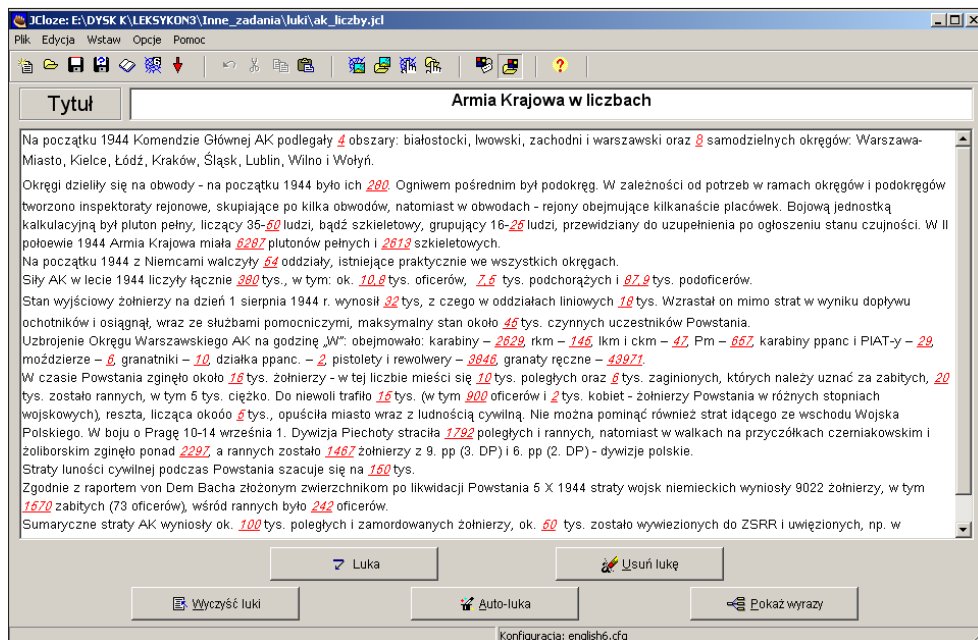 JCloze: E:\DYSK K\LEKSYKON3\Inne_zadania\luki\ak_liczby.jcl
Plik Edycja Wstaw Opcje Pomoc
Tytuł
Armia Krajowa w liczbach
Na początku 1944 Komendzie Głównej AK podlegały 4 obszary: białostocki, lwowski, zachodni i warszawski oraz 8 samodzielnych okręgów: Warszawa-
Miasto, Kielce, Łódź, Kraków, Śląsk, Lublin, Wilno i Wołyń.
Okręgi dzieliły się na obwody - na początku 1944 było ich 280. Ogniwem pośrednim był podokręg. W zależności od potrzeb w ramach okręgów i podokręgów
tworzono inspektoraty rejonowe, skupiające po kilka obwodów, natomiast w obwodach - rejony obejmujące kilkanaście placówek. Bojową jednostką
kalkulacyjną był pluton pełny, liczący 35-50 ludzi, bądź szkieletowy, grupujący 16-25 ludzi, przewidziany do uzupełnienia po ogłoszeniu stanu czujności. W II
połoewie 1944 Armia Krajowa miała 6287 plutonów pełnych i 2613 szkieletowych.
Na początku 1944 z Niemcami walczyły 54 oddziały, istniejące praktycznie we wszystkich okręgach.
Siły AK w lecie 1944 liczyły łącznie 380 tys., w tym: ok. 10,8 tys. oficerów, 7,5 tys. podchorążych i 87,9 tys. podoficerów.
Stan wyjściowy żołnierzy na dzień 1 sierpnia 1944 r. wynosił 32 tys, z czego w oddziałach liniowych 18 tys. Wzrastał on mimo strat w wyniku dopływu
ochotników i osiągnął, wraz ze służbami pomocniczymi, maksymalny stan około 45 tys. czynnych uczestników Powstania.
Uzbrojenie Okręgu Warszawskiego AK na godzinę „W": obejmowało: karabiny – 2629, rkm – 145, lkm i ckm – 47, Pm – 657, karabiny ppanc i PIAT-y – 29,
moździerze – 6, granatniki – 10, działka ppanc. – 2, pistolety i rewolwery – 3846, granaty ręczne – 43971.
W czasie Powstania zginęło około 16 tys. żołnierzy - w tej liczbie mieści się 10 tys. poległych oraz 6 tys. zaginionych, których należy uznać za zabitych, 20
tys. zostało rannych, w tym 5 tys. ciężko. Do niewoli trafiło 15 tys. (w tym 900 oficerów i 2 tys. kobiet - żołnierzy Powstania w różnych stopniach
wojskowych), reszta, licząca okoóo 5 tys., opuściła miasto wraz z ludnością cywilną. Nie można pominąć również strat idącego ze wschodu Wojska
Polskiego. W boju o Pragę 10-14 września 1. Dywizja Piechoty straciła 1792 poległych i rannych, natomiast w walkach na przyczółkach czerniakowskim i
żoliborskim zginęło ponad 2297, a rannych zostało 1467 żołnierzy z 9. pp (3. DP) i 6. pp (2. DP) - dywizje polskie.
Straty luności cywilnej podczas Powstania szacuje się na 150 tys.
Zgodnie z raportem von Dem Bacha złożonym zwierzchnikom po likwidacji Powstania 5 X 1944 straty wojsk niemieckich wyniosły 9022 żołnierzy, w tym
1570 zabitych (73 oficerów), wśród rannych było 242 oficerów.
Sumaryczne straty AK wyniosły ok. 100 tys. poległych i zamordowanych żołnierzy, ok. 50 tys. zostało wywiezionych do ZSRR i uwięzionych, np. w
Luka
Usuń lukę
Wyczyść luki
Auto-luka
Pokaż wyrazy
Konfiguracja: english6.cfg